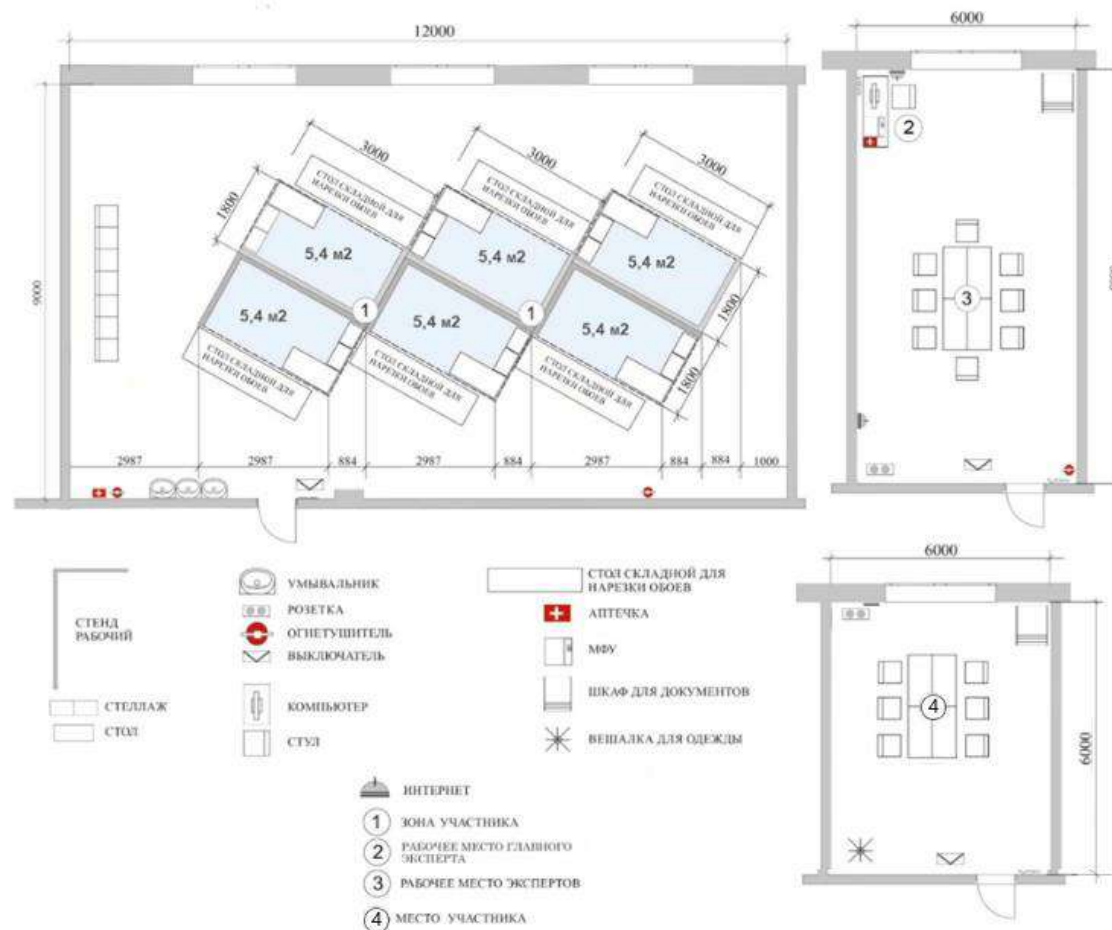 12000
6000
9000
3000
3000
3000
1800
СТОЛ СКЛАДНОЙ ДЛЯ
НАРЕЗКИ ОБОЕВ
СТОЛ СКЛАДНОЙ ДЛЯ
НАРЕЗКИ ОБОЕВ
СТОЛ СКЛАДНОЙ ДЛЯ
НАРЕЗКИ ОБОЕВ
5,4 м2
5,4 м2
5,4 м2
1800
1
1
5,4 м2
5,4 м2
5,4 м2
1800
СТОЛ СКЛАДНОЙ ДЛЯ
НАРЕЗКИ ОБОЕВ
СТОЛ СКЛАДНОЙ ДЛЯ
НАРЕЗКИ ОБОЕВ
СТОЛ СКЛАДНОЙ ДЛЯ
НАРЕЗКИ ОБОЕВ
2987
2987
884
2987
884
2987
884
884
1000
2
3
СТЕНД
РАБОЧИЙ
СТЕЛЛАЖ
СТОЛ
УМЫВАЛЬНИК
РОЗЕТКА
ОГНЕТУШИТЕЛЬ
ВЫКЛЮЧАТЕЛЬ
КОМПЬЮТЕР
СТУЛ
СТОЛ СКЛАДНОЙ ДЛЯ
НАРЕЗКИ ОБОЕВ
АПТЕЧКА
МФУ
ШКАФ ДЛЯ ДОКУМЕНТОВ
ВЕШАЛКА ДЛЯ ОДЕЖДЫ
ИНТЕРНЕТ
1 ЗОНА УЧАСТНИКА
2 РАБОЧЕЕ МЕСТО ГЛАВНОГО
ЭКСПЕРТА
3 РАБОЧЕЕ МЕСТО ЭКСПЕРТОВ
4 МЕСТО УЧАСТНИКА
6000
4
6000